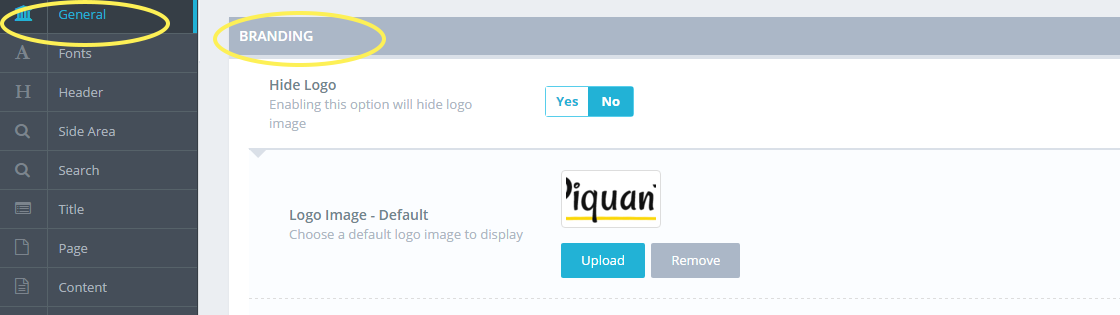 General
Fonts
Header
Side Area
Search
Title
Page
Content
BRANDING
Hide Logo
Enabling this option will hide logo
image
Yes No
Logo Image - Default
Choose a default logo image to display
Piquan
Upload Remove